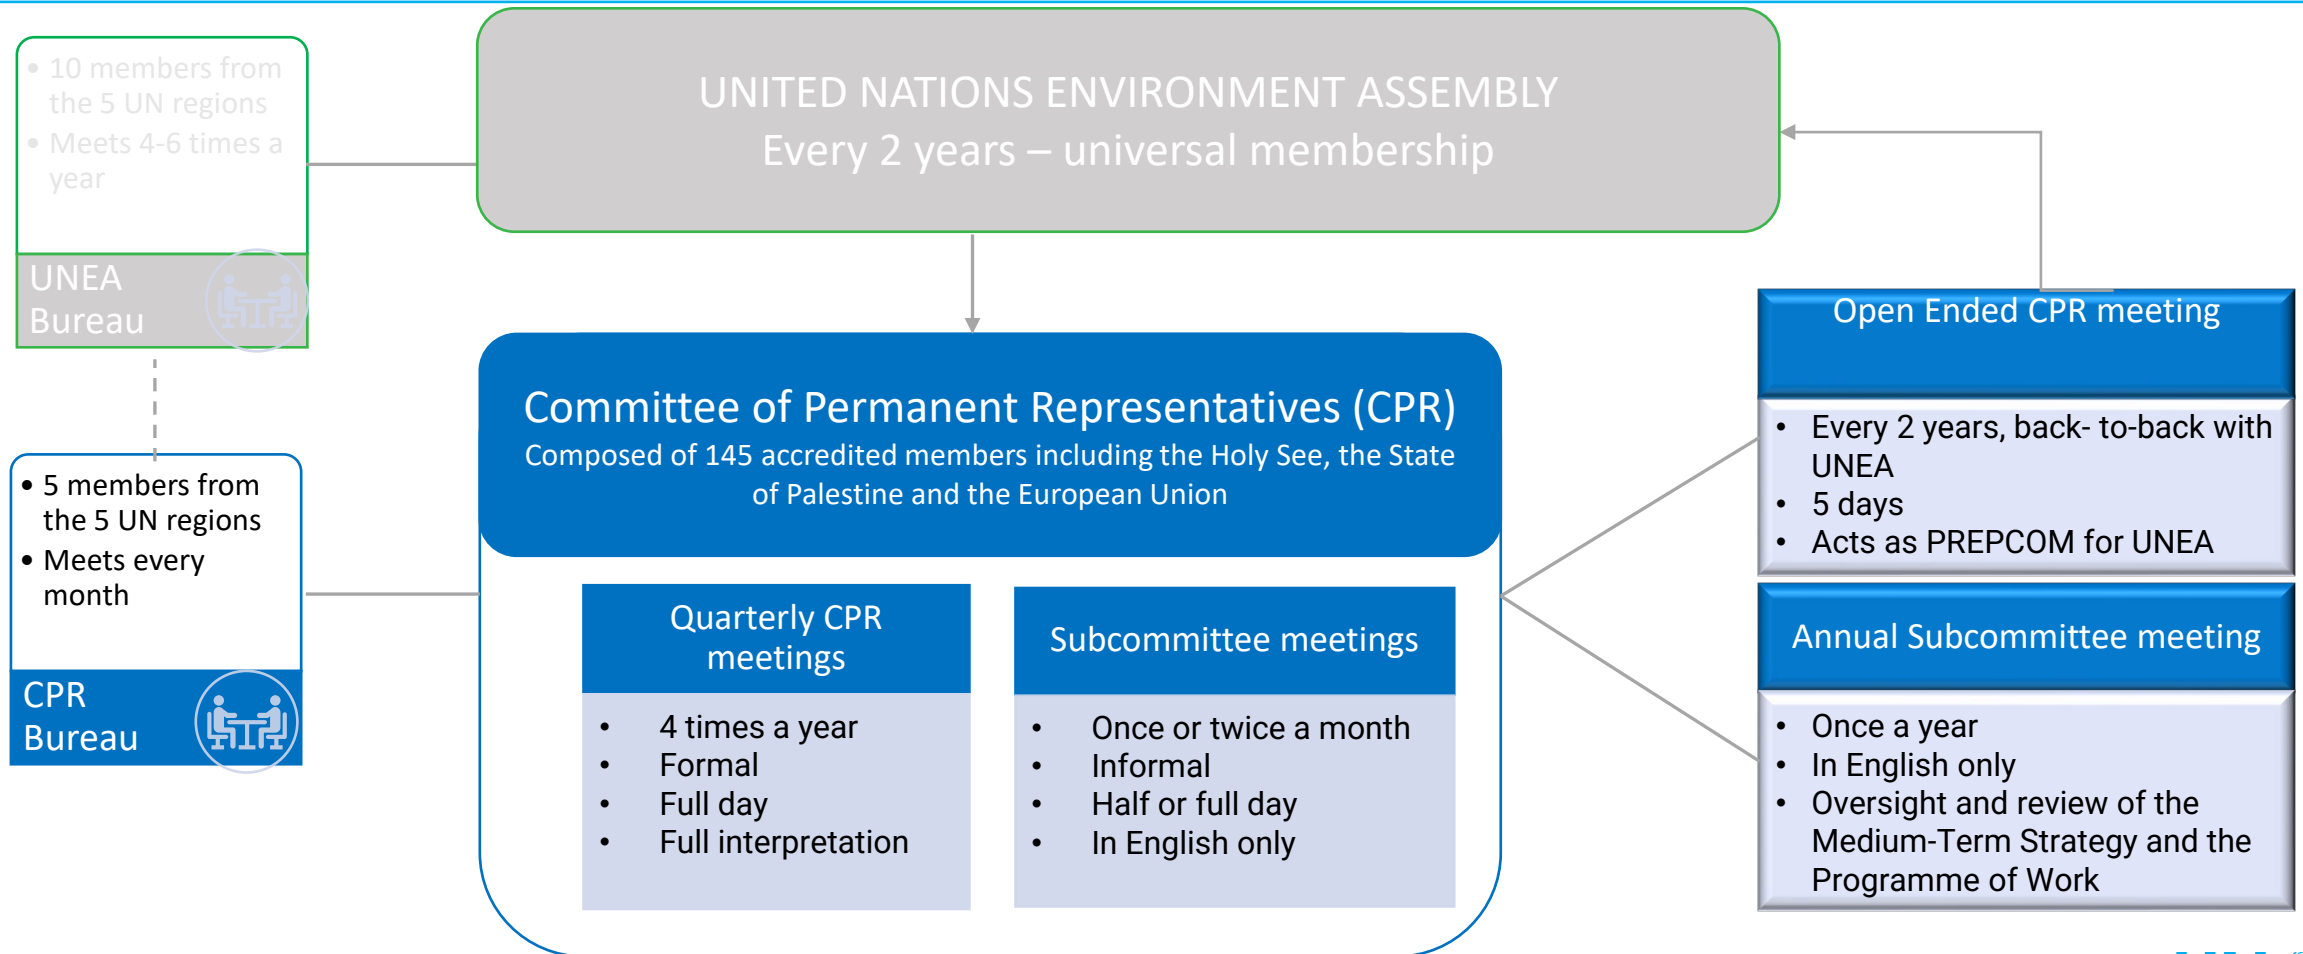 • 10 members from
the 5 UN regions
• Meets 4-6 times a
year
UNEA
Bureau
UNITED NATIONS ENVIRONMENT ASSEMBLY
Every 2 years – universal membership
• 5 members from
the 5 UN regions
• Meets every
month
CPR
Bureau
Committee of Permanent Representatives (CPR)
Composed of 145 accredited members including the Holy See, the State
of Palestine and the European Union
Quarterly CPR
meetings
• 4 times a year
• Formal
• Full day
• Full interpretation
Subcommittee meetings
• Once or twice a month
• Informal
• Half or full day
• In English only
Open Ended CPR meeting
• Every 2 years, back- to-back with
UNEA
• 5 days
• Acts as PREPCOM for UNEA
Annual Subcommittee meeting
• Once a year
• In English only
• Oversight and review of the
Medium-Term Strategy and the
Programme of Work